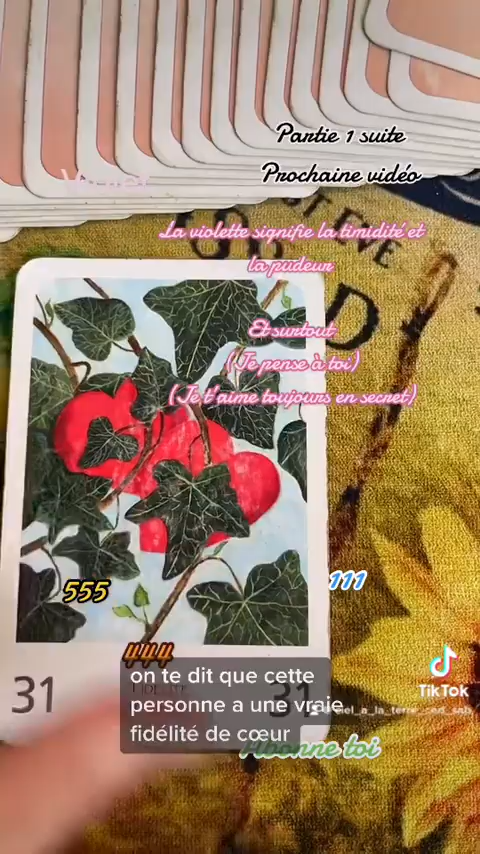 Partie 1 suite
Prochaine vidéo
La violette signifie la timidité et
la pudeur
Et surtout
(Je pense à toi)
(Je t'aime toujours en secret)
555
111
444
on te dit que cette
personne a une vraie
fidélité de cœur
31
31
TikTok
Abonne toi